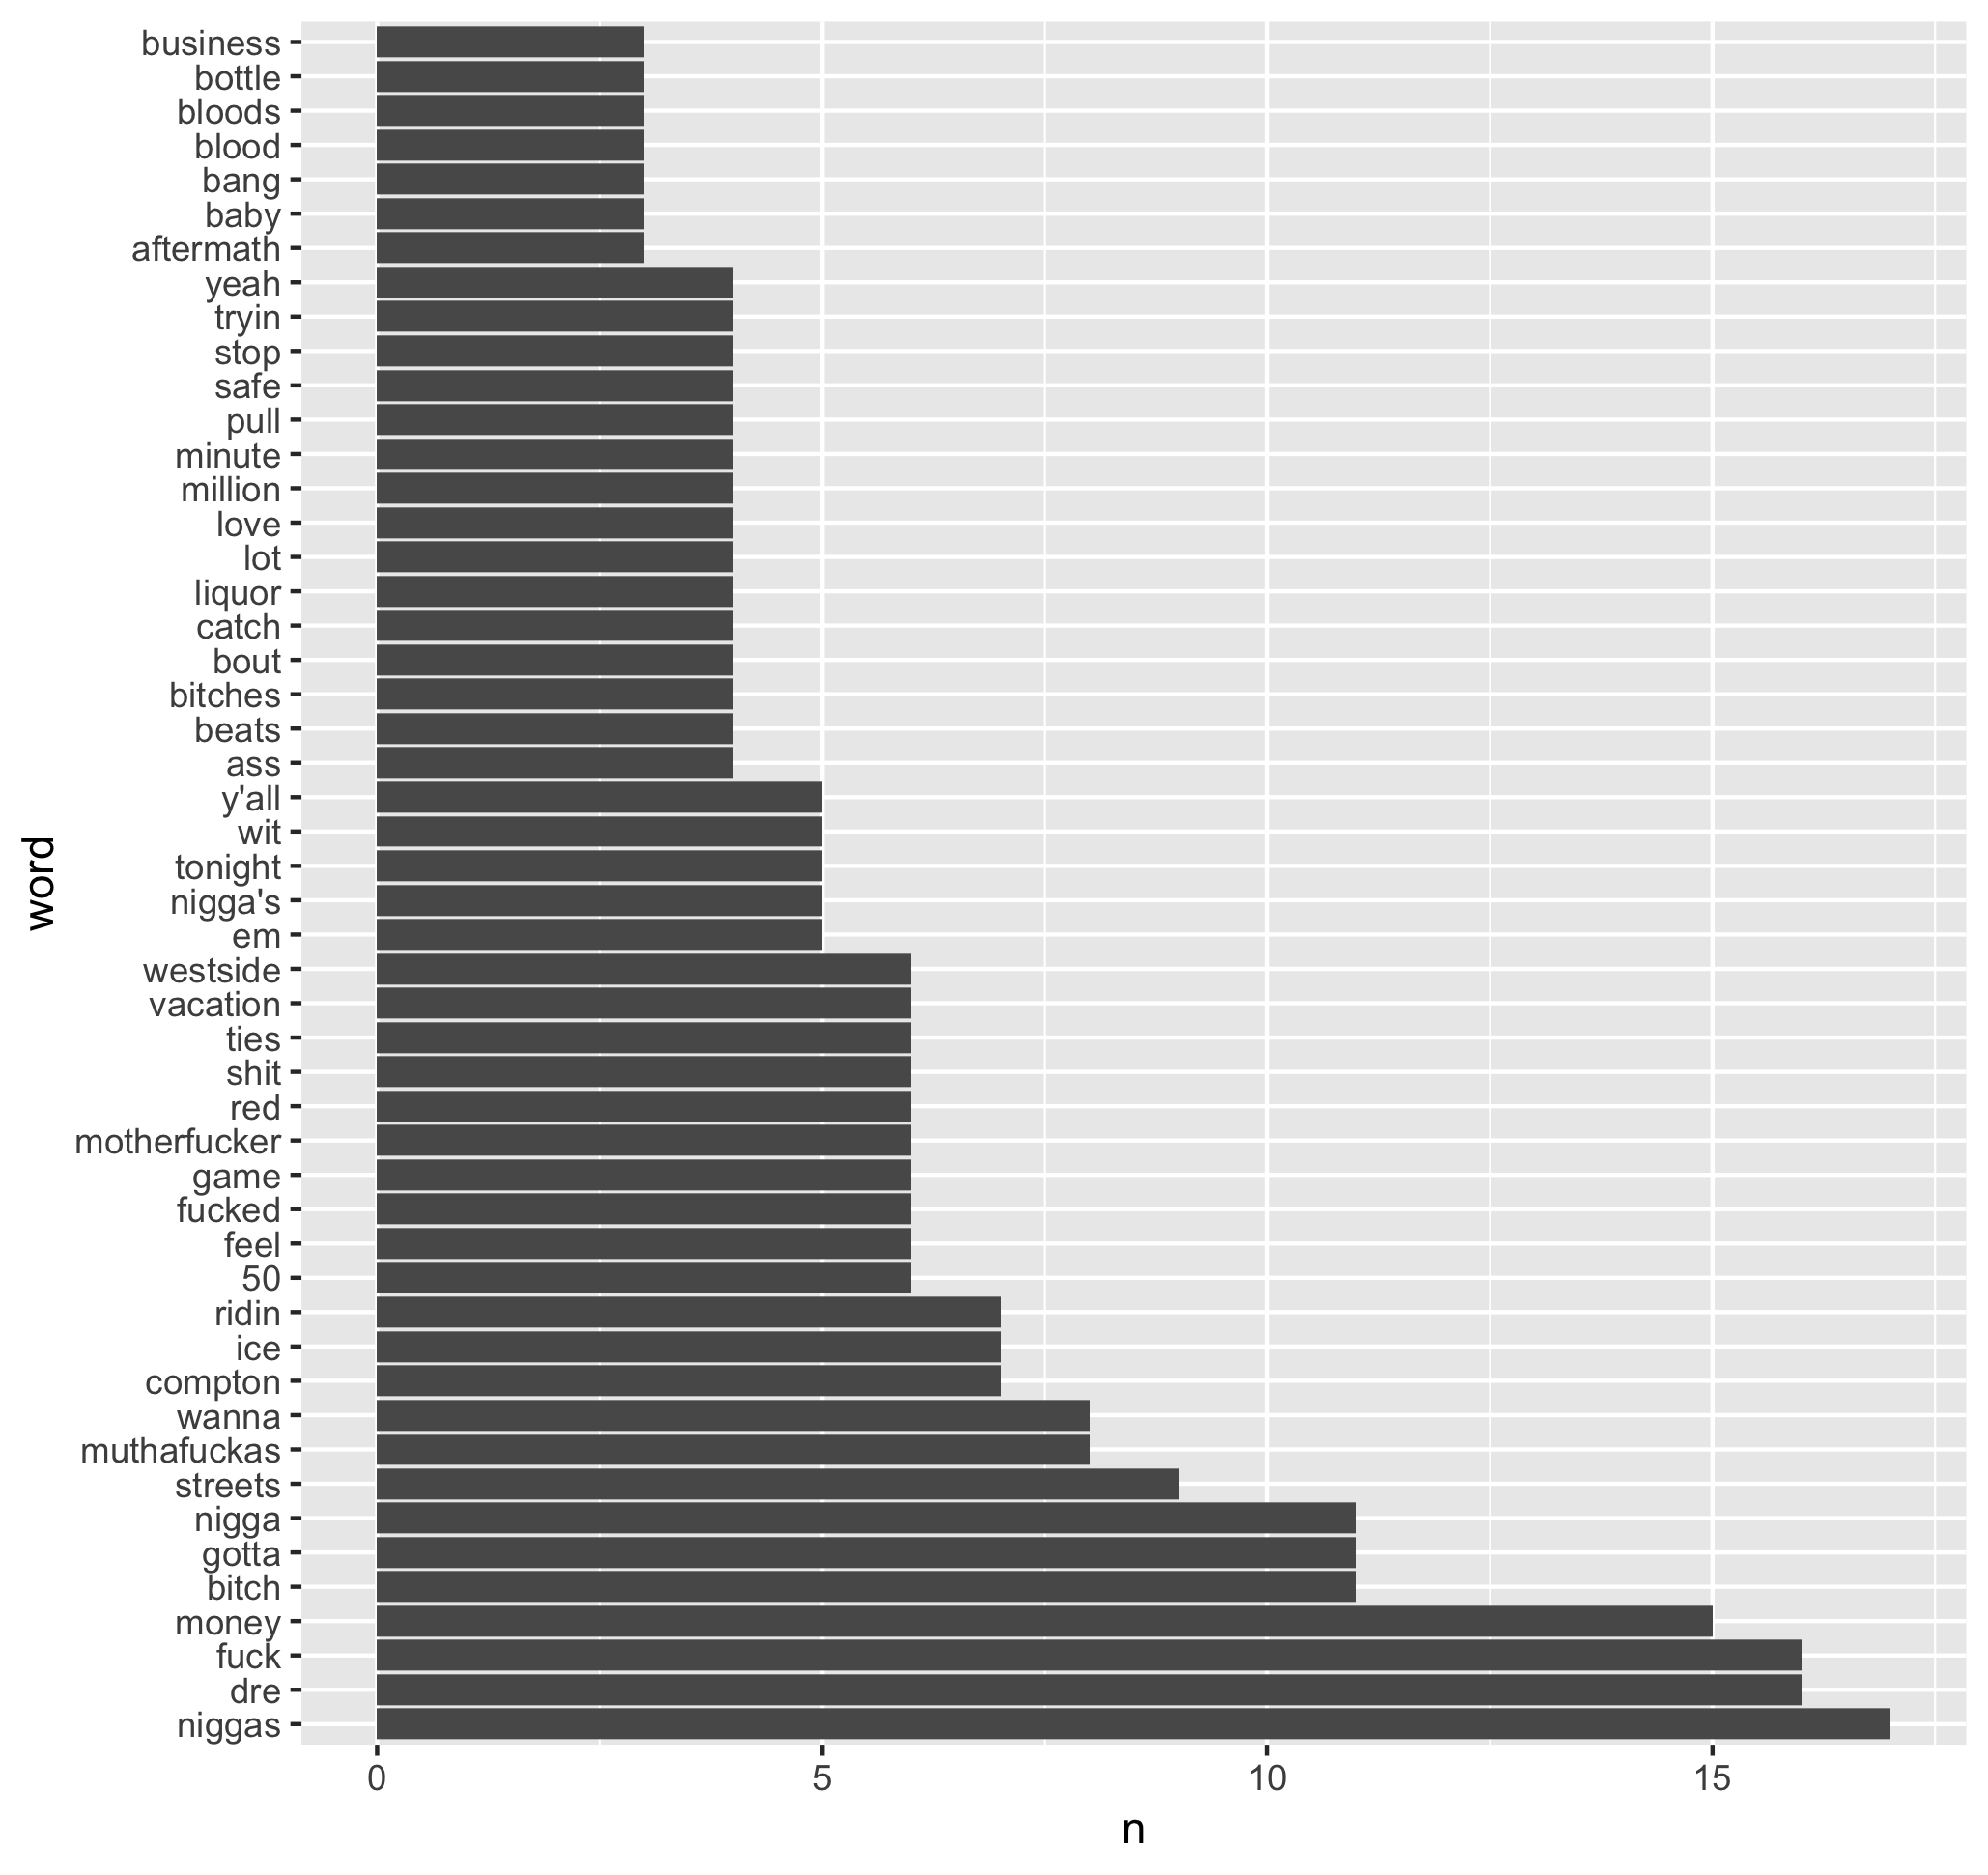 business
bottle
bloods
blood
bang
baby
aftermath
yeah
tryin
stop
safe
pull
minute
million
love
lot
liquor
catch
bout
bitches
beats
ass
y'all
wit
tonight
nigga's
em
westside
vacation
ties
shit
red
motherfucker
game
fucked
feel
50
ridin
ice
compton
wanna
muthafuckas
streets
nigga
gotta
bitch
money
fuck
dre
niggas
word
0 5 10 15
n